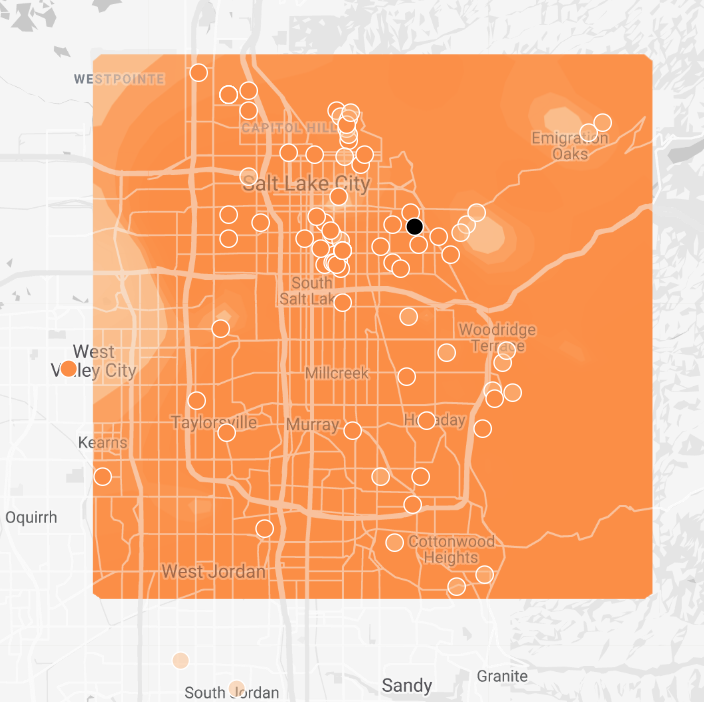 WESTPOINTE
CAPITOL HILL
Emigration
Oaks
Salt Lake City
South
Salt Lake
Woodridge
Terrace
West
Valley City
Millcreek
Taylorsville
Murray
Holladay
Kearns
Oquirrh
Cottonwood
Heights
West Jordan
Granite
Sandy
South Jordan